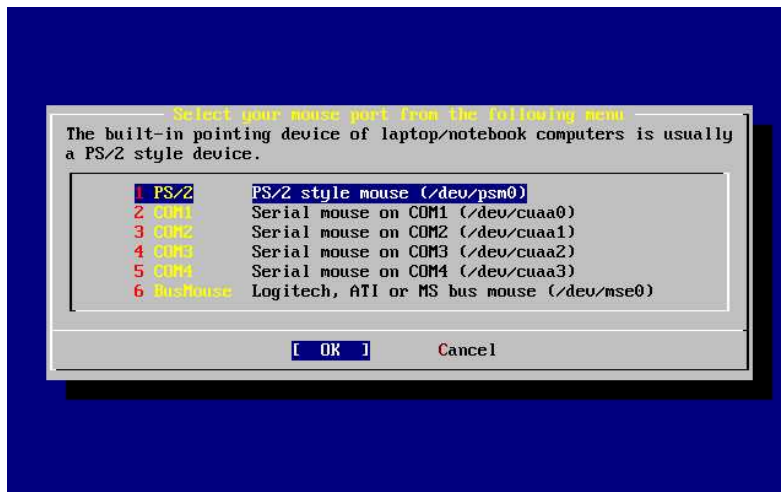 Select your mouse port from the following menu
The built-in pointing device of laptop/notebook computers is usually
a PS/2 style device.
1 PS/2 PS/2 style mouse (/dev/psm0)
2 COM1 Serial mouse on COM1 (/dev/cuaa0)
3 COM2 Serial mouse on COM2 (/dev/cuaa1)
4 COM3 Serial mouse on COM3 (/dev/cuaa2)
5 COM4 Serial mouse on COM4 (/dev/cuaa3)
6 BusMouse Logitech, ATI or MS bus mouse (/dev/mse0)
[ OK ] Cancel